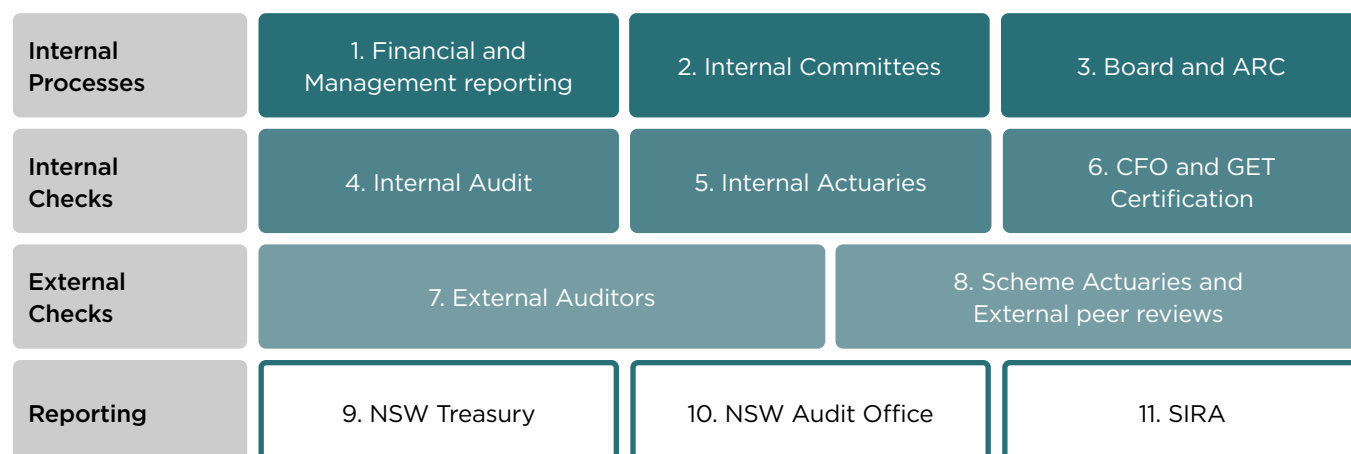 Internal
Processes
1. Financial and
Management reporting
2. Internal Committees
3. Board and ARC
Internal
Checks
4. Internal Audit
5. Internal Actuaries
6. CFO and GET
Certification
External
Checks
7. External Auditors
8. Scheme Actuaries and
External peer reviews
Reporting
9. NSW Treasury
10. NSW Audit Office
11. SIRA